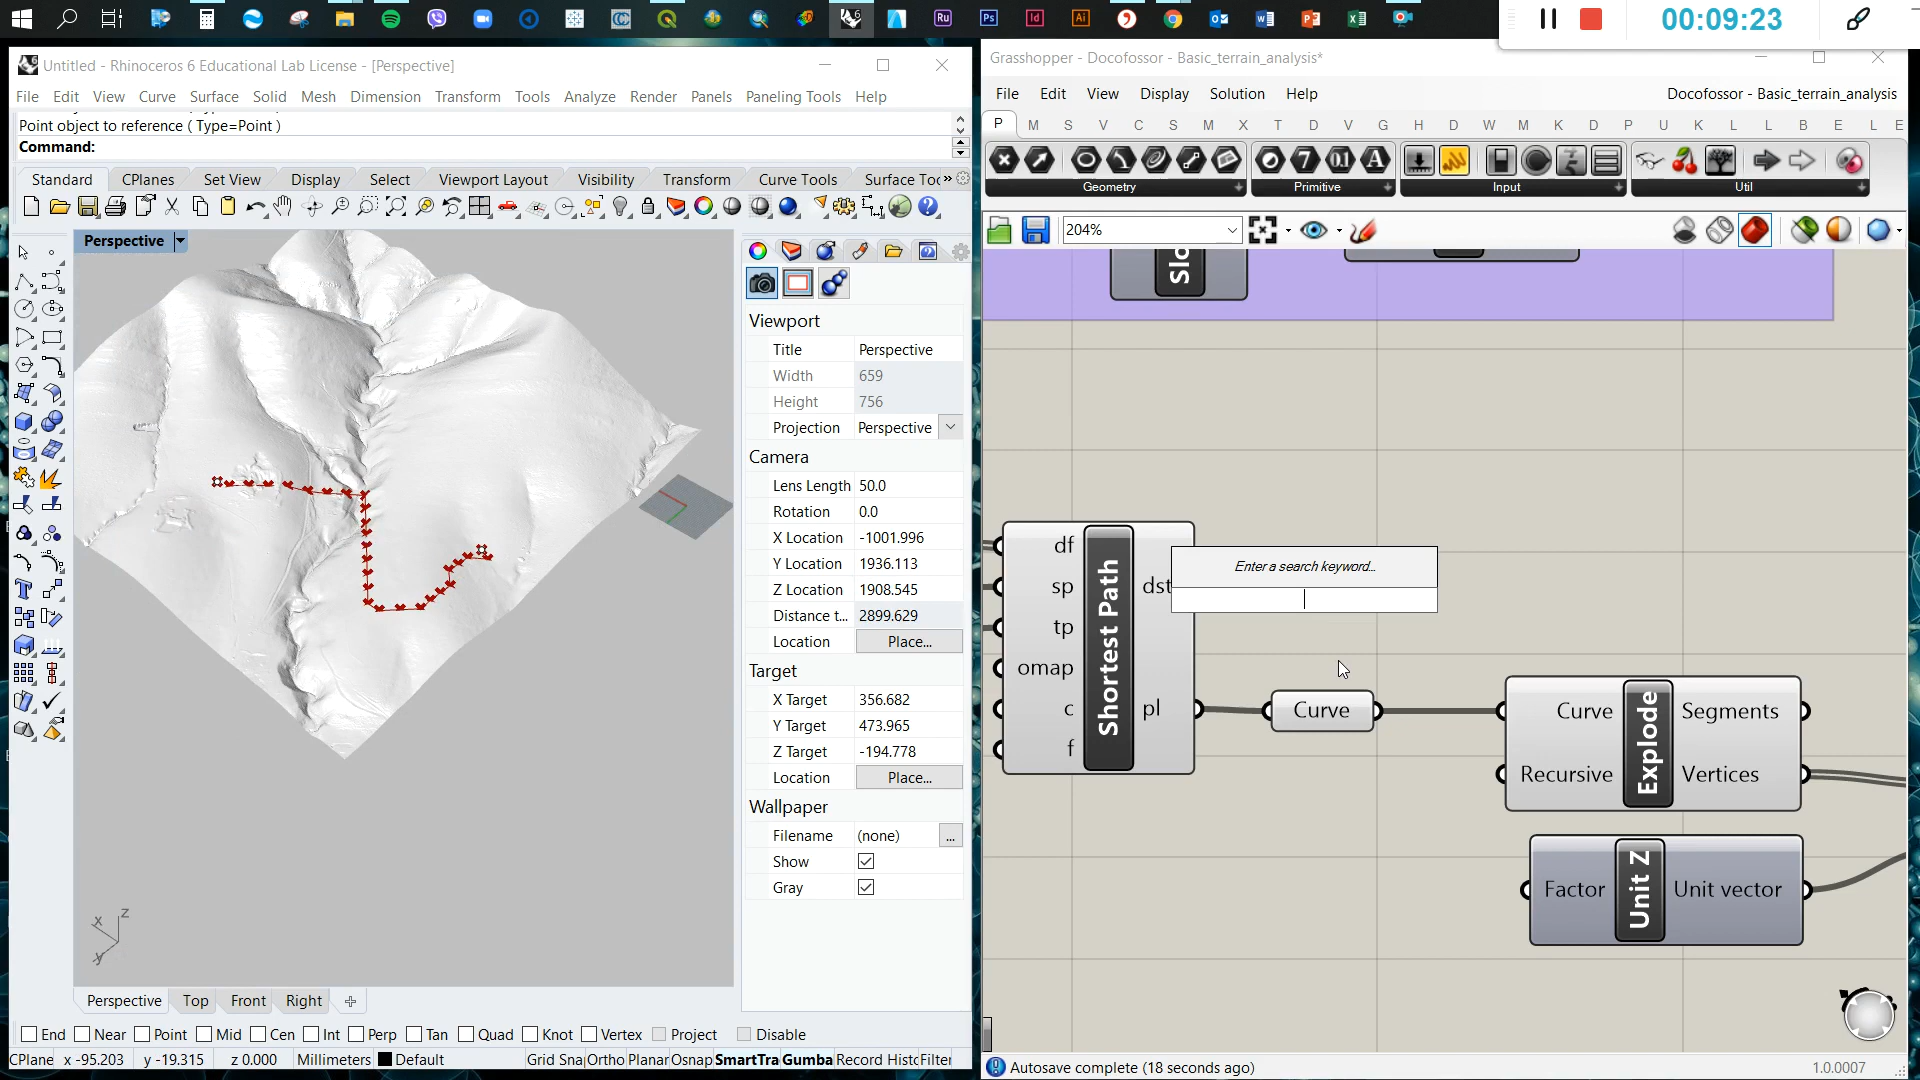 00:09:23
Untitled - Rhinoceros 6 Educational Lab License - [Perspective]
File Edit View Curve Surface Solid Mesh Dimension Transform Tools Analyze Render Panels Paneling Tools Help
Point object to reference ( Type=Point )
Command:
Standard CPlanes Set View Display Select Viewport Layout Visibility Transform Curve Tools Surface Toc »
Perspective
Viewport
Title Perspective
Width 659
Height 756
Projection Perspective
Camera
Lens Length 50.0
Rotation 0.0
X Location -1001.996
Y Location 1936.113
Z Location 1908.545
Distance t... 2899.629
Location Place...
Target
X Target 356.682
Y Target 473.965
Z Target -194.778
Location Place...
Wallpaper
Filename (none) ...
Show
Gray
z
x
y
Perspective Top Front Right
End Near Point Mid Cen Int Perp Tan Quad Knot Vertex Project Disable
CPlane x -95.203 y -19.315 z 0.000 Millimeters Default Grid Sna Ortho Planar Osnap SmartTra Gumba Record Histo Filter
Grasshopper - Docofossor - Basic_terrain_analysis*
File Edit View Display Solution Help Docofossor - Basic_terrain_analysis
P M S V C S M X T D V G H D W M K D P U K L L B E L E
Geometry Primitive Input Util
204%
Slo
df
sp
tp
omap
c
f
Shortest Path
dst
pl
Enter a search keyword...
Curve
Curve
Recursive
Explode
Segments
Vertices
Factor
Unit Z
Unit vector
Autosave complete (18 seconds ago) 1.0.0007